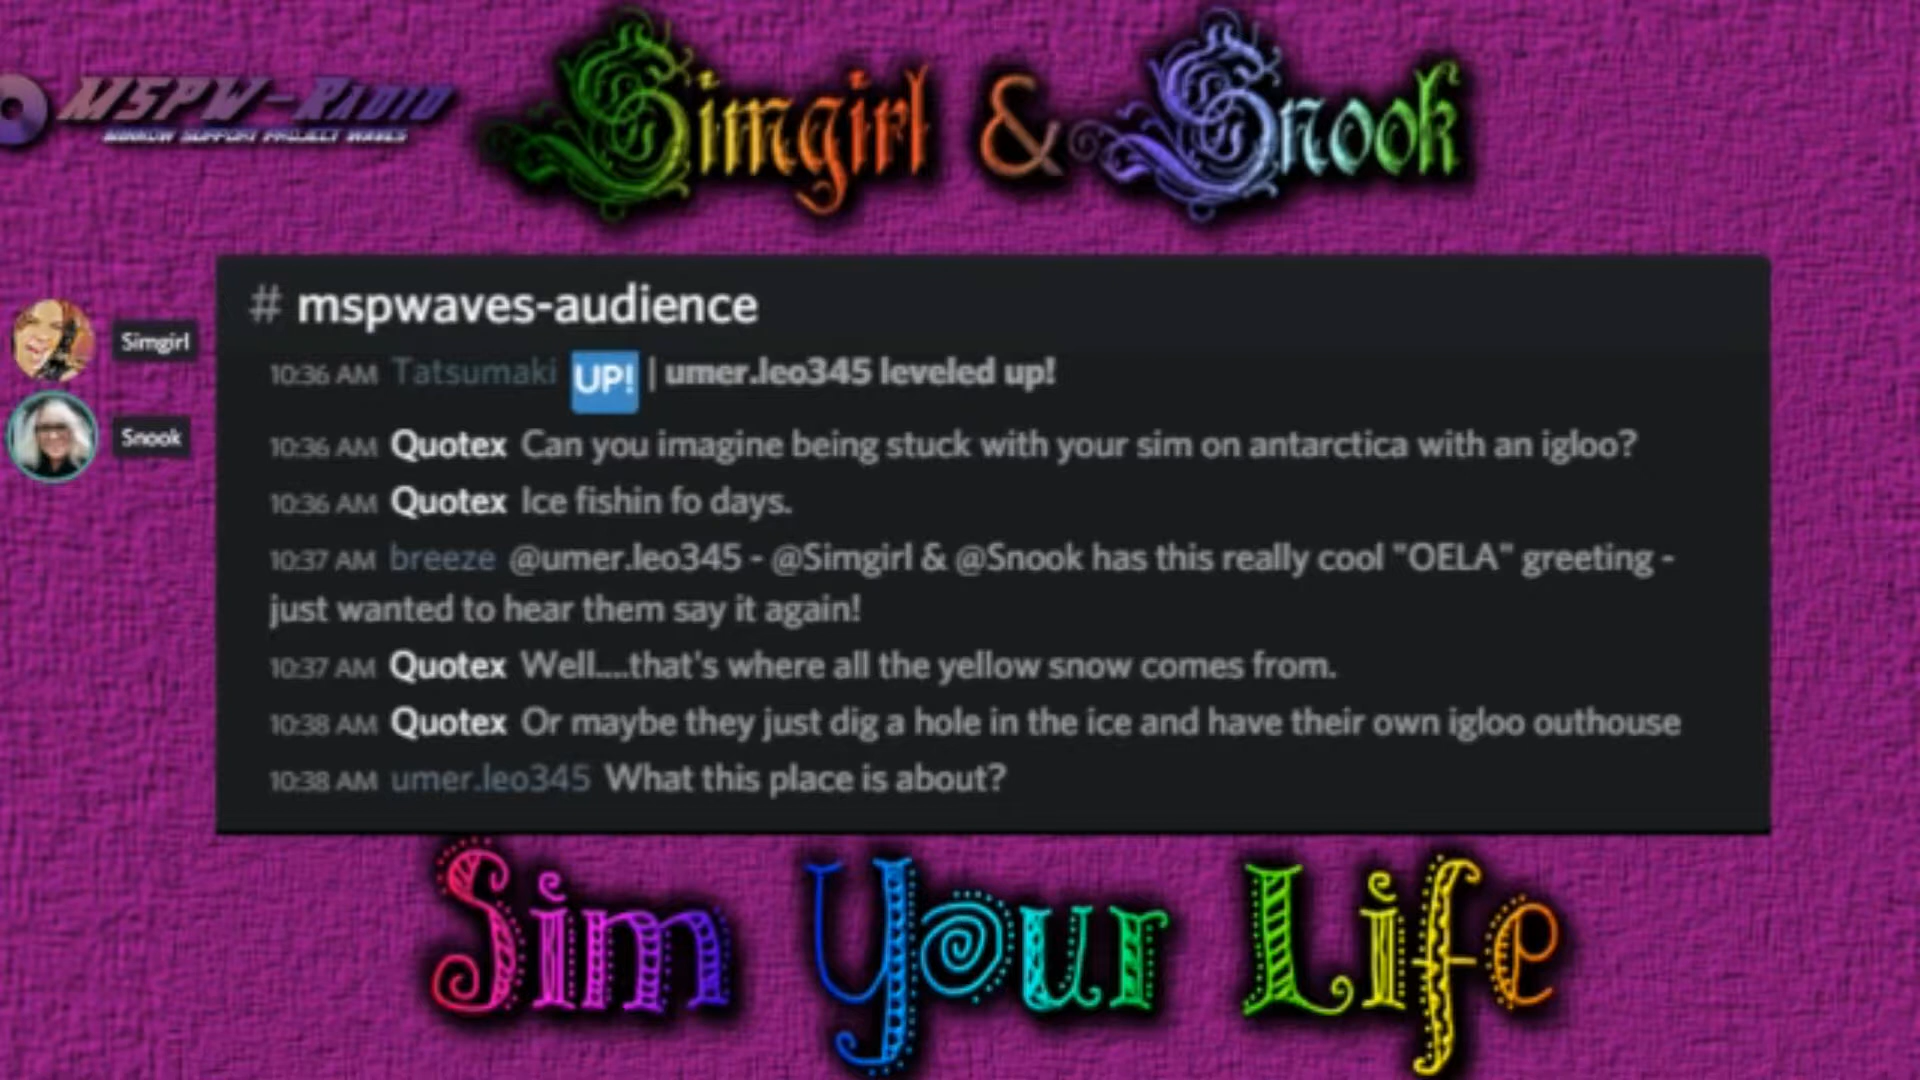 MSPW-Radio
MINNOW SUPPORT PROJECT WAVES
Simgirl & Snook
# mspwaves-audience
Simgirl
Snook
10:36 AM Tatsumaki UP! | umer.leo345 leveled up!
10:36 AM Quotex Can you imagine being stuck with your sim on antarctica with an igloo?
10:36 AM Quotex Ice fishin fo days.
10:37 AM breeze @umer.leo345 - @Simgirl & @Snook has this really cool "OELA" greeting -
just wanted to hear them say it again!
10:37 AM Quotex Well....that's where all the yellow snow comes from.
10:38 AM Quotex Or maybe they just dig a hole in the ice and have their own igloo outhouse
10:38 AM umer.leo345 What this place is about?
Sim Your Life